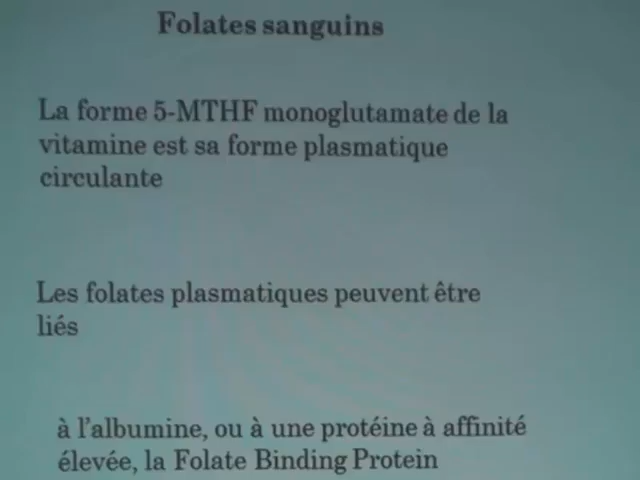 Folates sanguins
La forme 5-MTHF monoglutamate de la
vitamine est sa forme plasmatique
circulante
Les folates plasmatiques peuvent être
liés
à l'albumine, ou à une protéine à affinité
élevée, la Folate Binding Protein